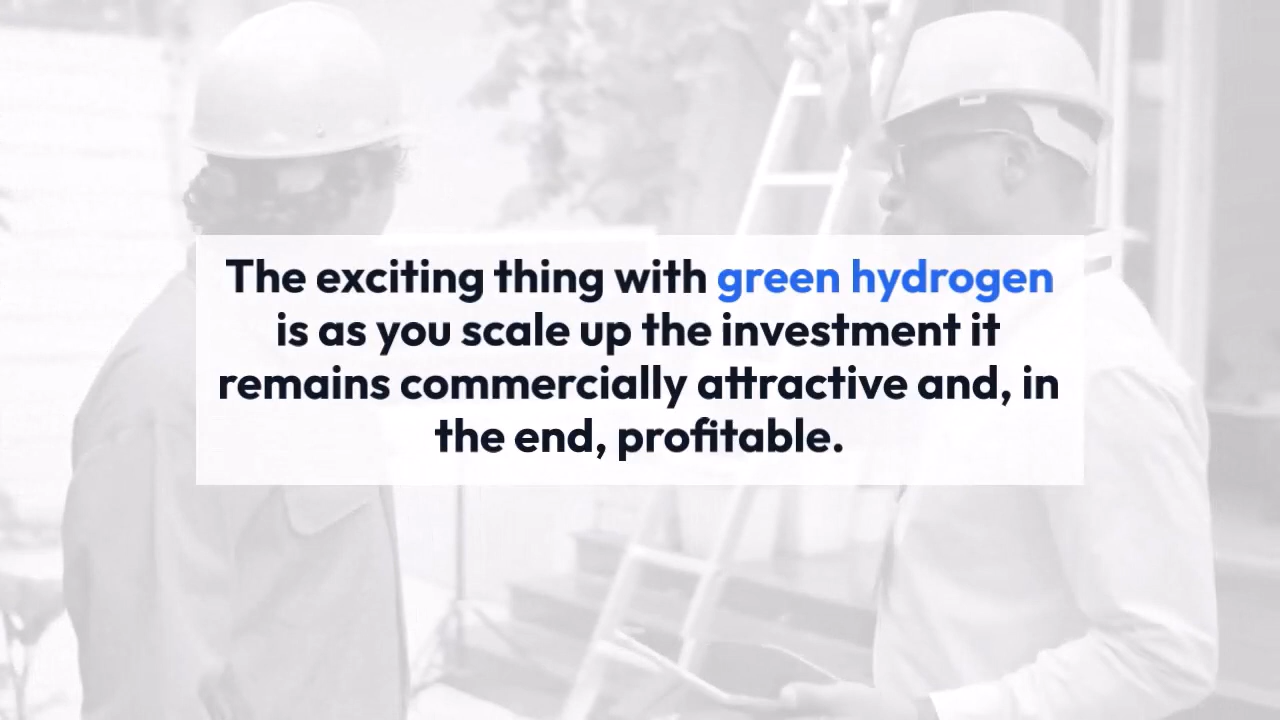 The exciting thing with green hydrogen
is as you scale up the investment it
remains commercially attractive and, in
the end, profitable.